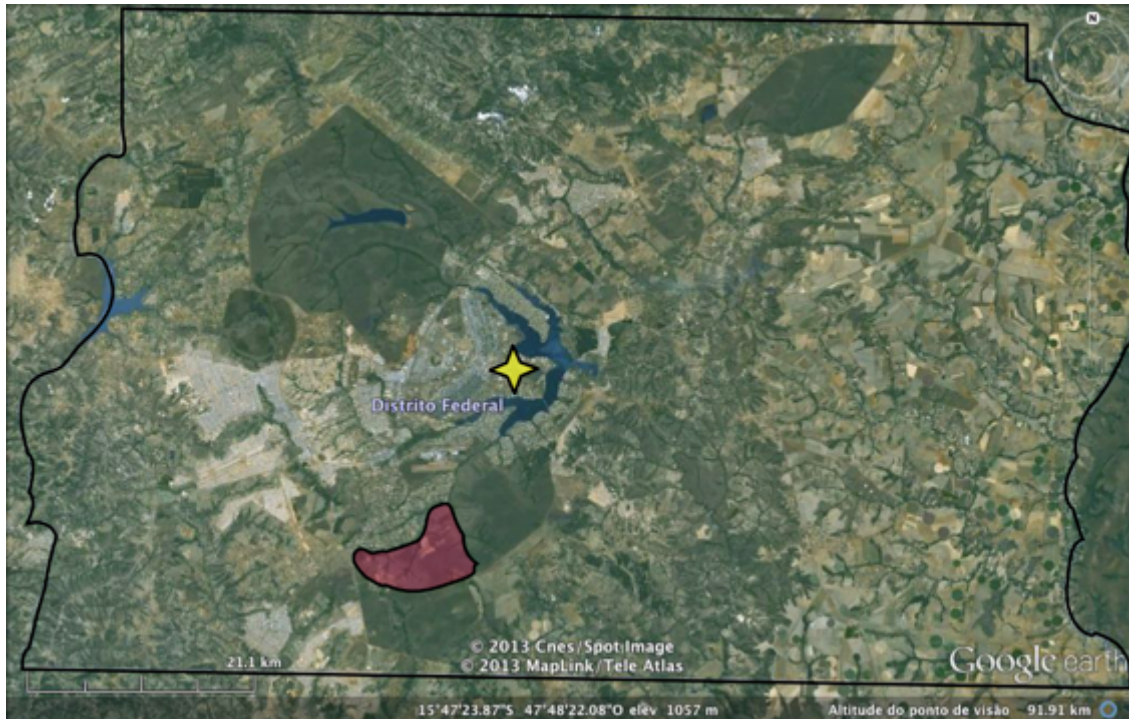 N
Distrito Federal
© 2013 Cnes/Spot Image
© 2013 MapLink/Tele Atlas
21.1 km
Google earth
15°47'23.87"S 47°48'22.08"O elev 1057 m
Altitude do ponto de visão 91.91 km